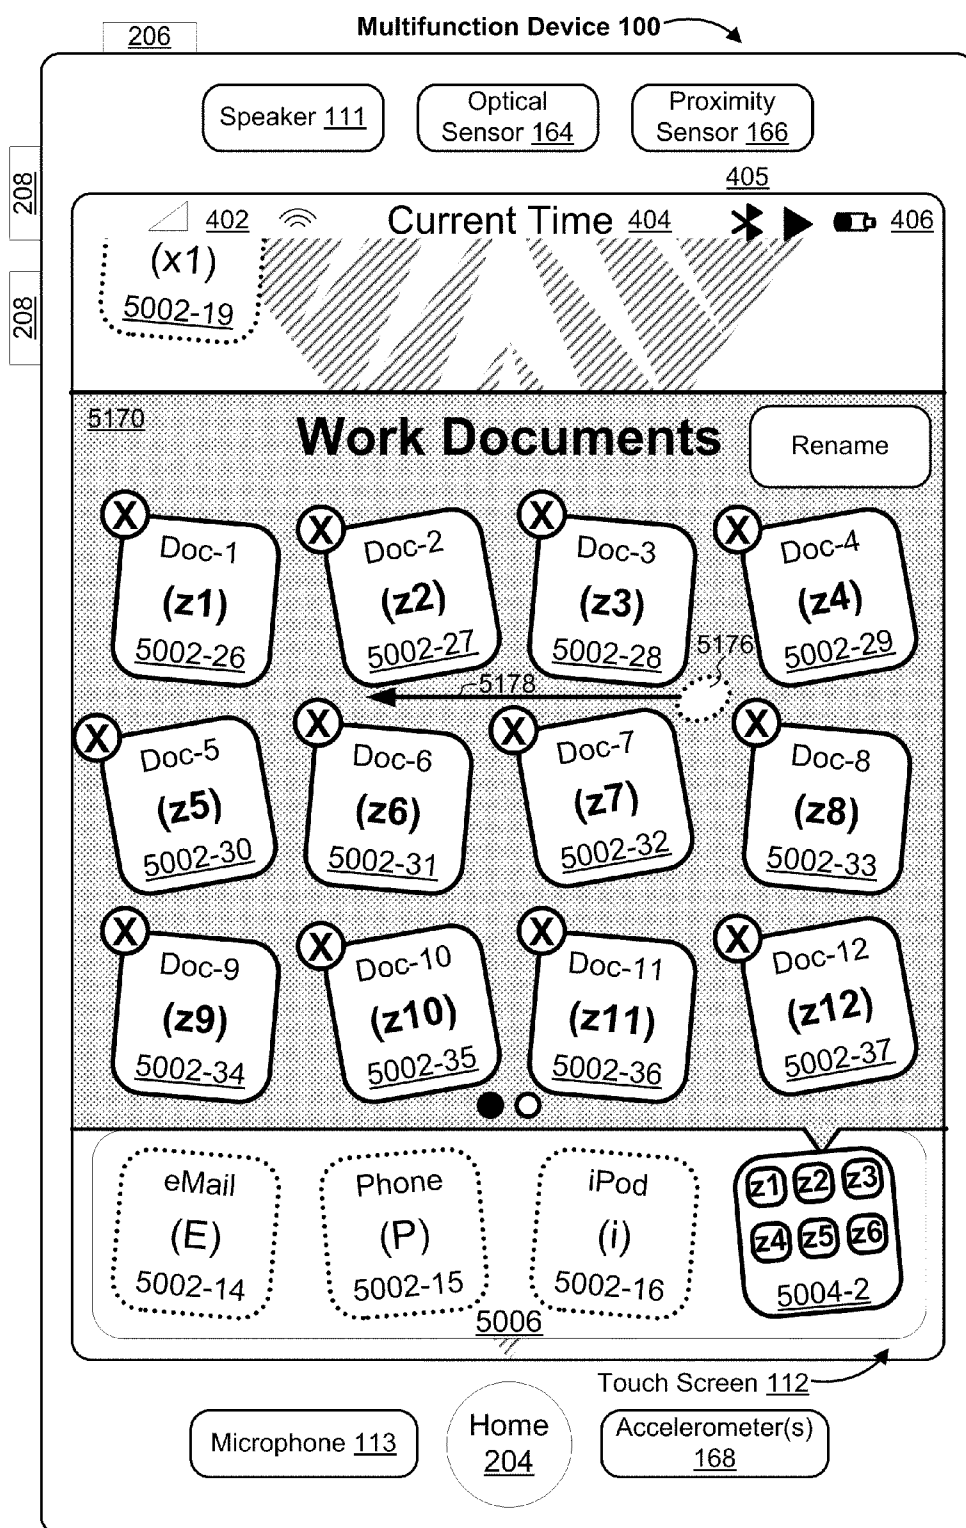 206
Multifunction Device 100
Speaker 111
Optical
Sensor 164
Proximity
Sensor 166
208
208
405
402
Current Time 404
406
(x1)
5002-19
5170
Work Documents
Rename
X
Doc-1
(z1)
5002-26
X
Doc-2
(z2)
5002-27
X
Doc-3
(z3)
5002-28
X
Doc-4
(z4)
5002-29
5176
5178
X
Doc-5
(z5)
5002-30
X
Doc-6
(z6)
5002-31
X
Doc-7
(z7)
5002-32
X
Doc-8
(z8)
5002-33
X
Doc-9
(z9)
5002-34
X
Doc-10
(z10)
5002-35
X
Doc-11
(z11)
5002-36
X
Doc-12
(z12)
5002-37
eMail
(E)
5002-14
Phone
(P)
5002-15
iPod
(i)
5002-16
z1 z2 z3
z4 z5 z6
5004-2
5006
Touch Screen 112
Microphone 113
Home
204
Accelerometer(s)
168